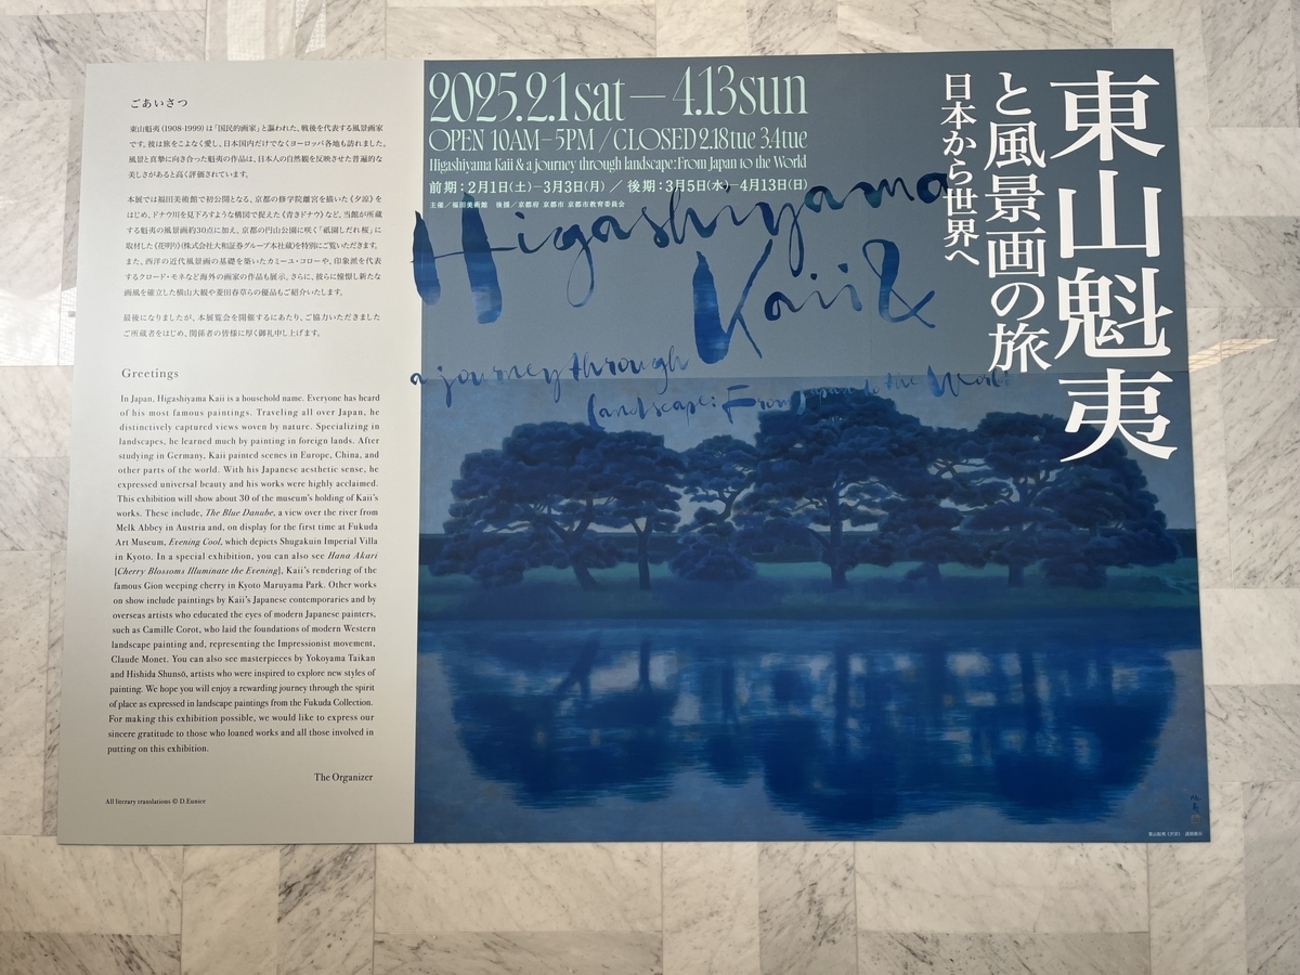 ごあいさつ
東山魁夷(1908-1999)は「国民的画家」と謳われた、戦後を代表する風景画家
です。彼は旅をこよなく愛し、日本国内だけでなくヨーロッパ各地も訪れました。
風景と真摯に向き合った魁夷の作品は、日本人の自然観を反映させた普遍的な
美しさがあると高く評価されています。
本展では福田美術館で初公開となる、京都の修学院離宮を描いた《夕涼》を
はじめ、ドナウ川を見下ろすような構図で捉えた《青きドナウ》など、当館が所蔵
する魁夷の風景画約30点に加え、京都の円山公園に咲く「祇園しだれ桜」に
取材した《花明り》(株式会社大和証券グループ本社蔵)を特別にご覧いただきます。
また、西洋の近代風景画の基礎を築いたカミーユ・コローや、印象派を代表
するクロード・モネなど海外の画家の作品も展示。さらに、彼らに憧憬し新たな
画風を確立した横山大観や菱田春草らの優品もご紹介いたします。
最後になりましたが、本展覧会を開催するにあたり、ご協力いただきました
ご所蔵者をはじめ、関係者の皆様に厚く御礼申し上げます。
Greetings
In Japan, Higashiyama Kaii is a household name. Everyone has heard
of his most famous paintings. Traveling all over Japan, he
distinctively captured views woven by nature. Specializing in
landscapes, he learned much by painting in foreign lands. After
studying in Germany, Kaii painted scenes in Europe, China, and
other parts of the world. With his Japanese aesthetic sense, he
expressed universal beauty and his works were highly acclaimed.
This exhibition will show about 30 of the museum's holding of Kaii's
works. These include, The Blue Danube, a view over the river from
Melk Abbey in Austria and, on display for the first time at Fukuda
Art Museum, Evening Cool, which depicts Shugakuin Imperial Villa
in Kyoto. In a special exhibition, you can also see Hana Akari
[Cherry Blossoms Illuminate the Evening], Kaii's rendering of the
famous Gion weeping cherry in Kyoto Maruyama Park. Other works
on show include paintings by Kaii's Japanese contemporaries and by
overseas artists who educated the eyes of modern Japanese painters,
such as Camille Corot, who laid the foundations of modern Western
landscape painting and, representing the Impressionist movement,
Claude Monet. You can also see masterpieces by Yokoyama Taikan
and Hishida Shunsō, artists who were inspired to explore new styles of
painting. We hope you will enjoy a rewarding journey through the spirit
of place as expressed in landscape paintings from the Fukuda Collection.
For making this exhibition possible, we would like to express our
sincere gratitude to those who loaned works and all those involved in
putting on this exhibition.
The Organizer
All literary translations © D.Eunice
2025.2.1sat—4.13sun
OPEN 10AM–5PM / CLOSED 2.18tue 3.4tue
Higashiyama Kaii & a journey through landscape: From Japan to the World
前期：2月1日(土)—3月3日(月) ／ 後期：3月5日(水)—4月13日(日)
主催／福田美術館 後援／京都府 京都市 京都市教育委員会
Higashiyama
Kaii &
a journey through
landscape: From Japan to the World
東山魁夷
と風景画の旅
日本から世界へ
東山魁夷《夕涼》